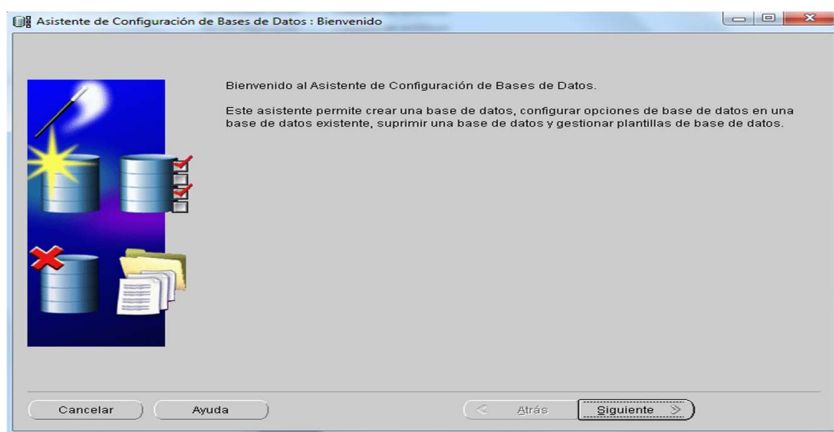 Asistente de Configuración de Bases de Datos : Bienvenido
Bienvenido al Asistente de Configuración de Bases de Datos.
Este asistente permite crear una base de datos, configurar opciones de base de datos en una
base de datos existente, suprimir una base de datos y gestionar plantillas de base de datos.
Cancelar
Ayuda
Atrás
Siguiente